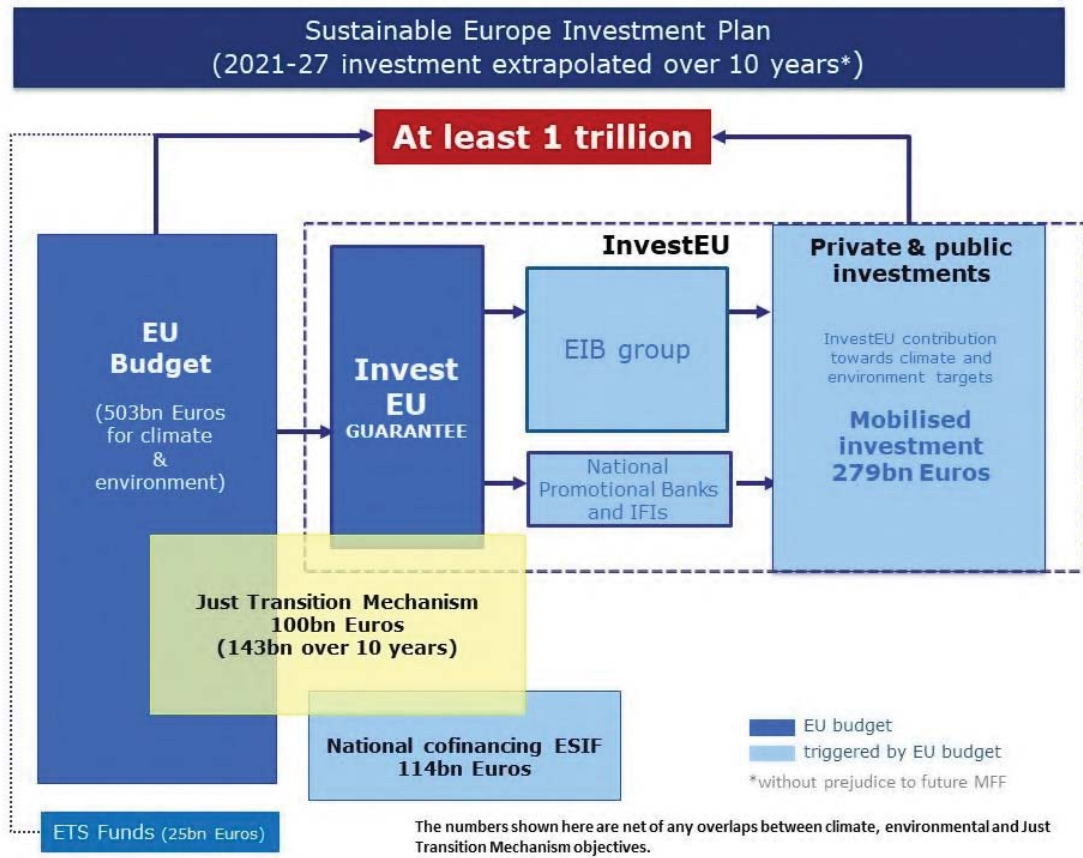 Sustainable Europe Investment Plan
(2021-27 investment extrapolated over 10 years*)
At least 1 trillion
EU
Budget
(503bn Euros
for climate
&
environment)
Invest
EU
GUARANTEE
InvestEU
EIB group
National
Promotional Banks
and IFIs
Private & public
investments
InvestEU contribution
towards climate and
environment targets
Mobilised
investment
279bn Euros
Just Transition Mechanism
100bn Euros
(143bn over 10 years)
National cofinancing ESIF
114bn Euros
EU budget
triggered by EU budget
*without prejudice to future MFF
ETS Funds (25bn Euros)
The numbers shown here are net of any overlaps between climate, environmental and Just
Transition Mechanism objectives.